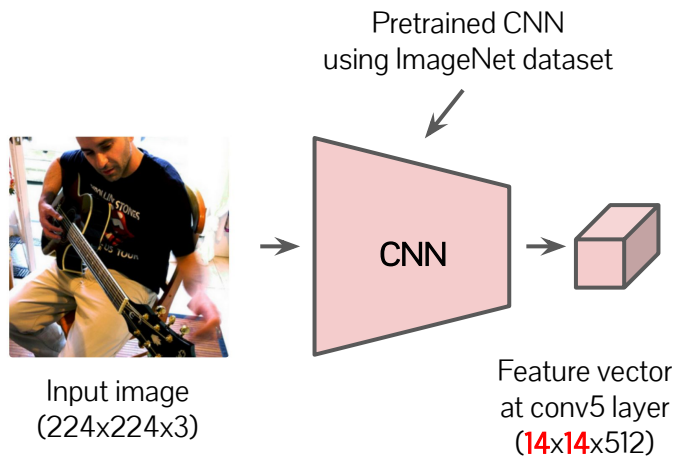 Pretrained CNN
using ImageNet dataset
CNN
Input image
(224x224x3)
Feature vector
at conv5 layer
(14x14x512)